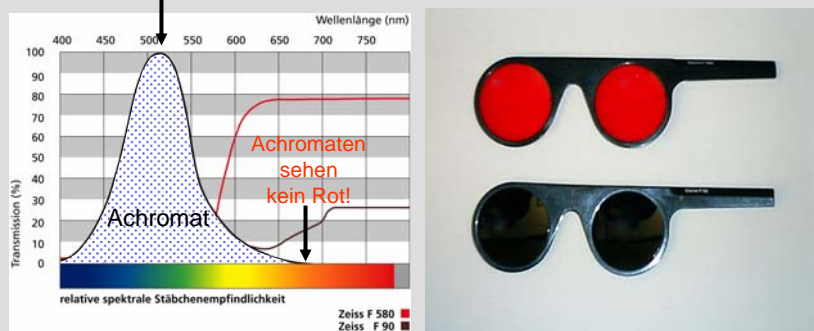 Wellenlänge (nm)
400 450 500 550 600 650 700 750
100
90
80
70
60
50
40
30
20
10
0
Transmission (%)
Achromaten
sehen
kein Rot!
Achromat
relative spektrale Stäbchenempfindlichkeit
Zeiss F 580
Zeiss F 90